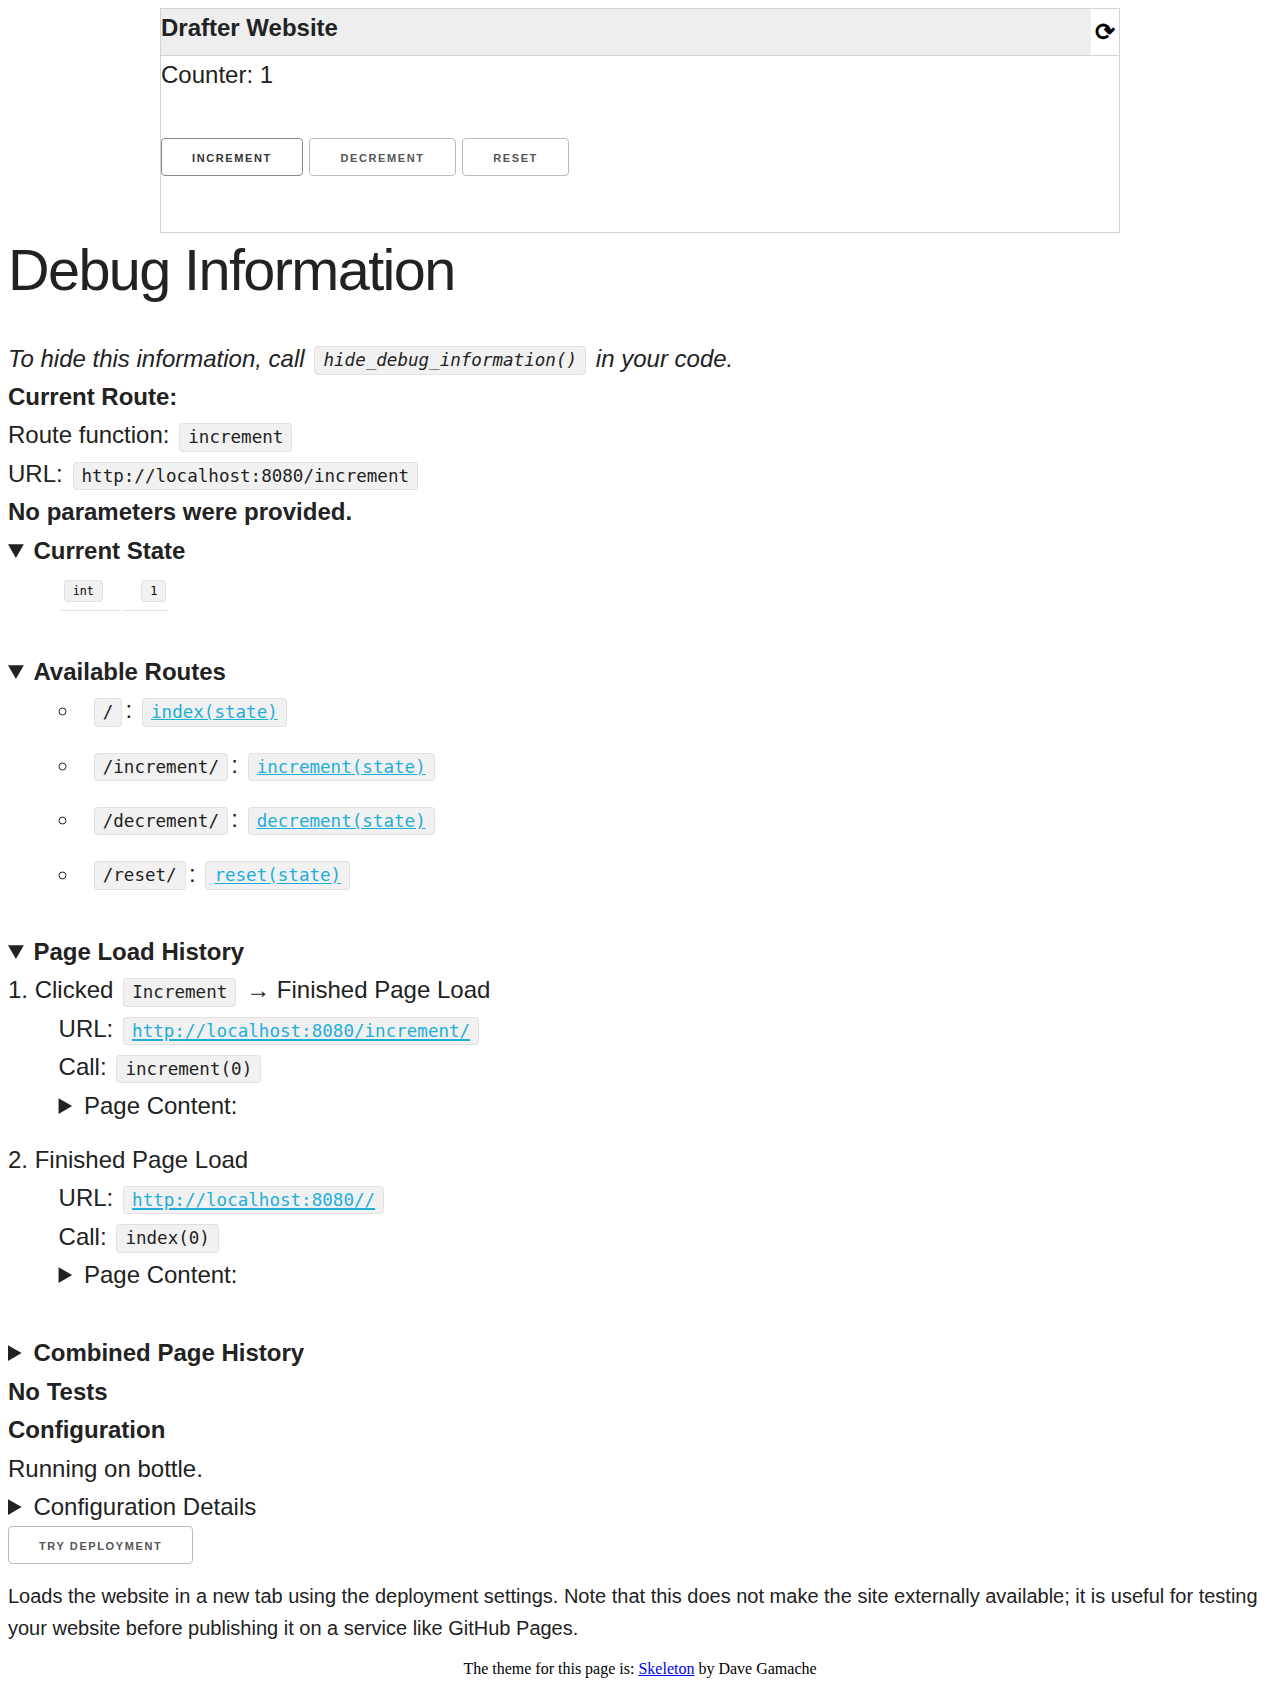 Drafter Website ⟳
Counter: 1
INCREMENT DECREMENT RESET
Debug Information
To hide this information, call hide_debug_information() in your code.
Current Route:
Route function: increment
URL: http://localhost:8080/increment
No parameters were provided.
▼ Current State
int 1
▼ Available Routes
/ : index(state)
/increment/ : increment(state)
/decrement/ : decrement(state)
/reset/ : reset(state)
▼ Page Load History
1. Clicked Increment → Finished Page Load
URL: http://localhost:8080/increment/
Call: increment(0)
▶ Page Content:
2. Finished Page Load
URL: http://localhost:8080//
Call: index(0)
▶ Page Content:
▶ Combined Page History
No Tests
Configuration
Running on bottle.
▶ Configuration Details
TRY DEPLOYMENT
Loads the website in a new tab using the deployment settings. Note that this does not make the site externally available; it is useful for testing
your website before publishing it on a service like GitHub Pages.
The theme for this page is: Skeleton by Dave Gamache